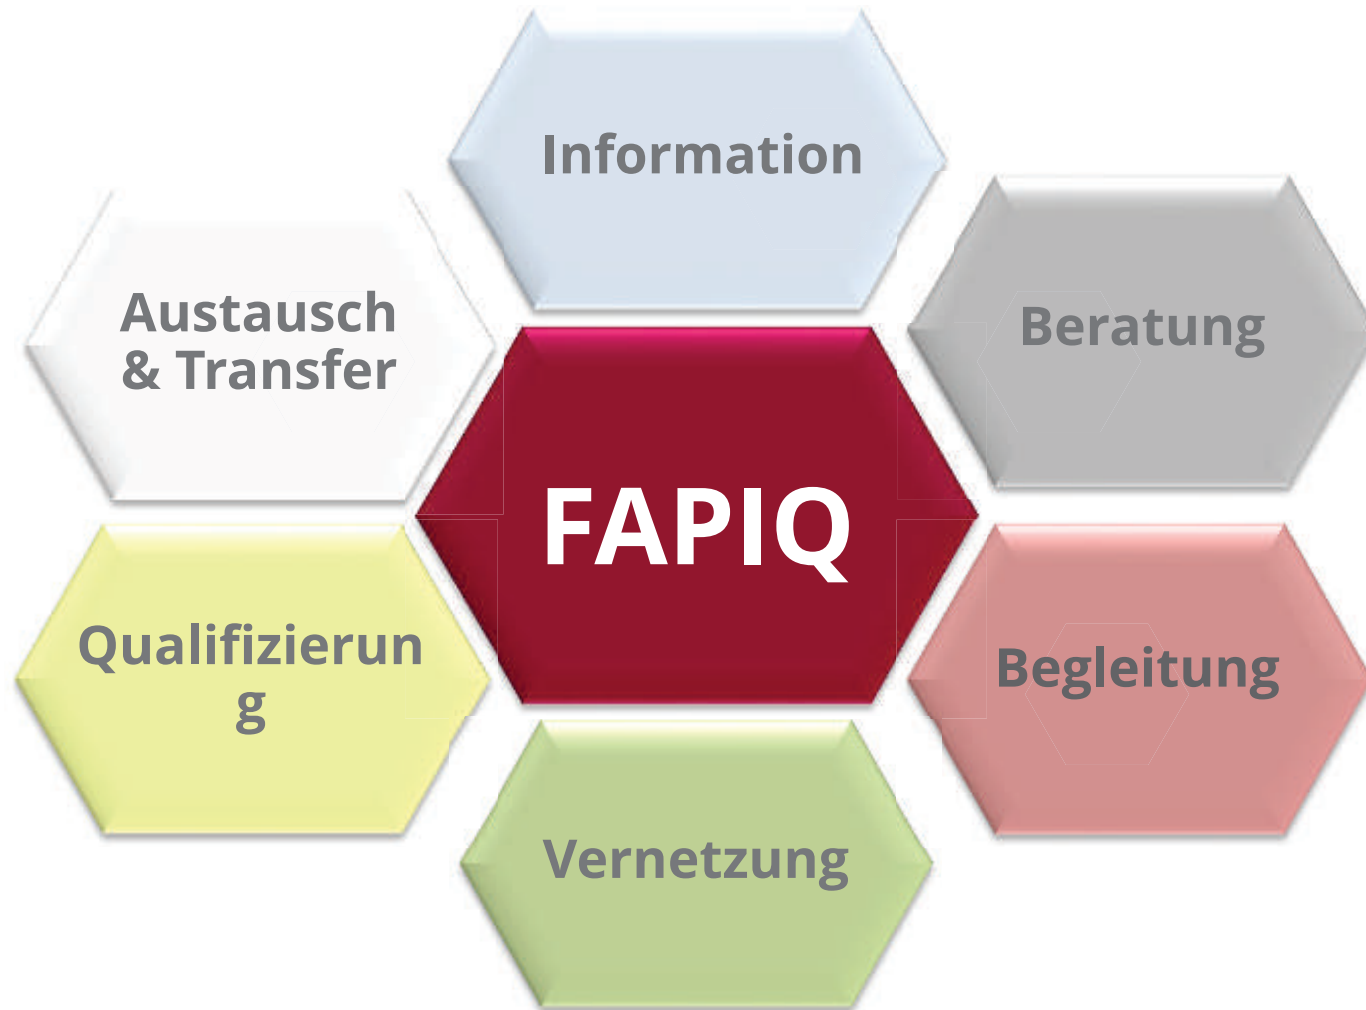 Information
Beratung
Austausch
& Transfer
FAPIQ
Qualifizierun
g
Begleitung
Vernetzung